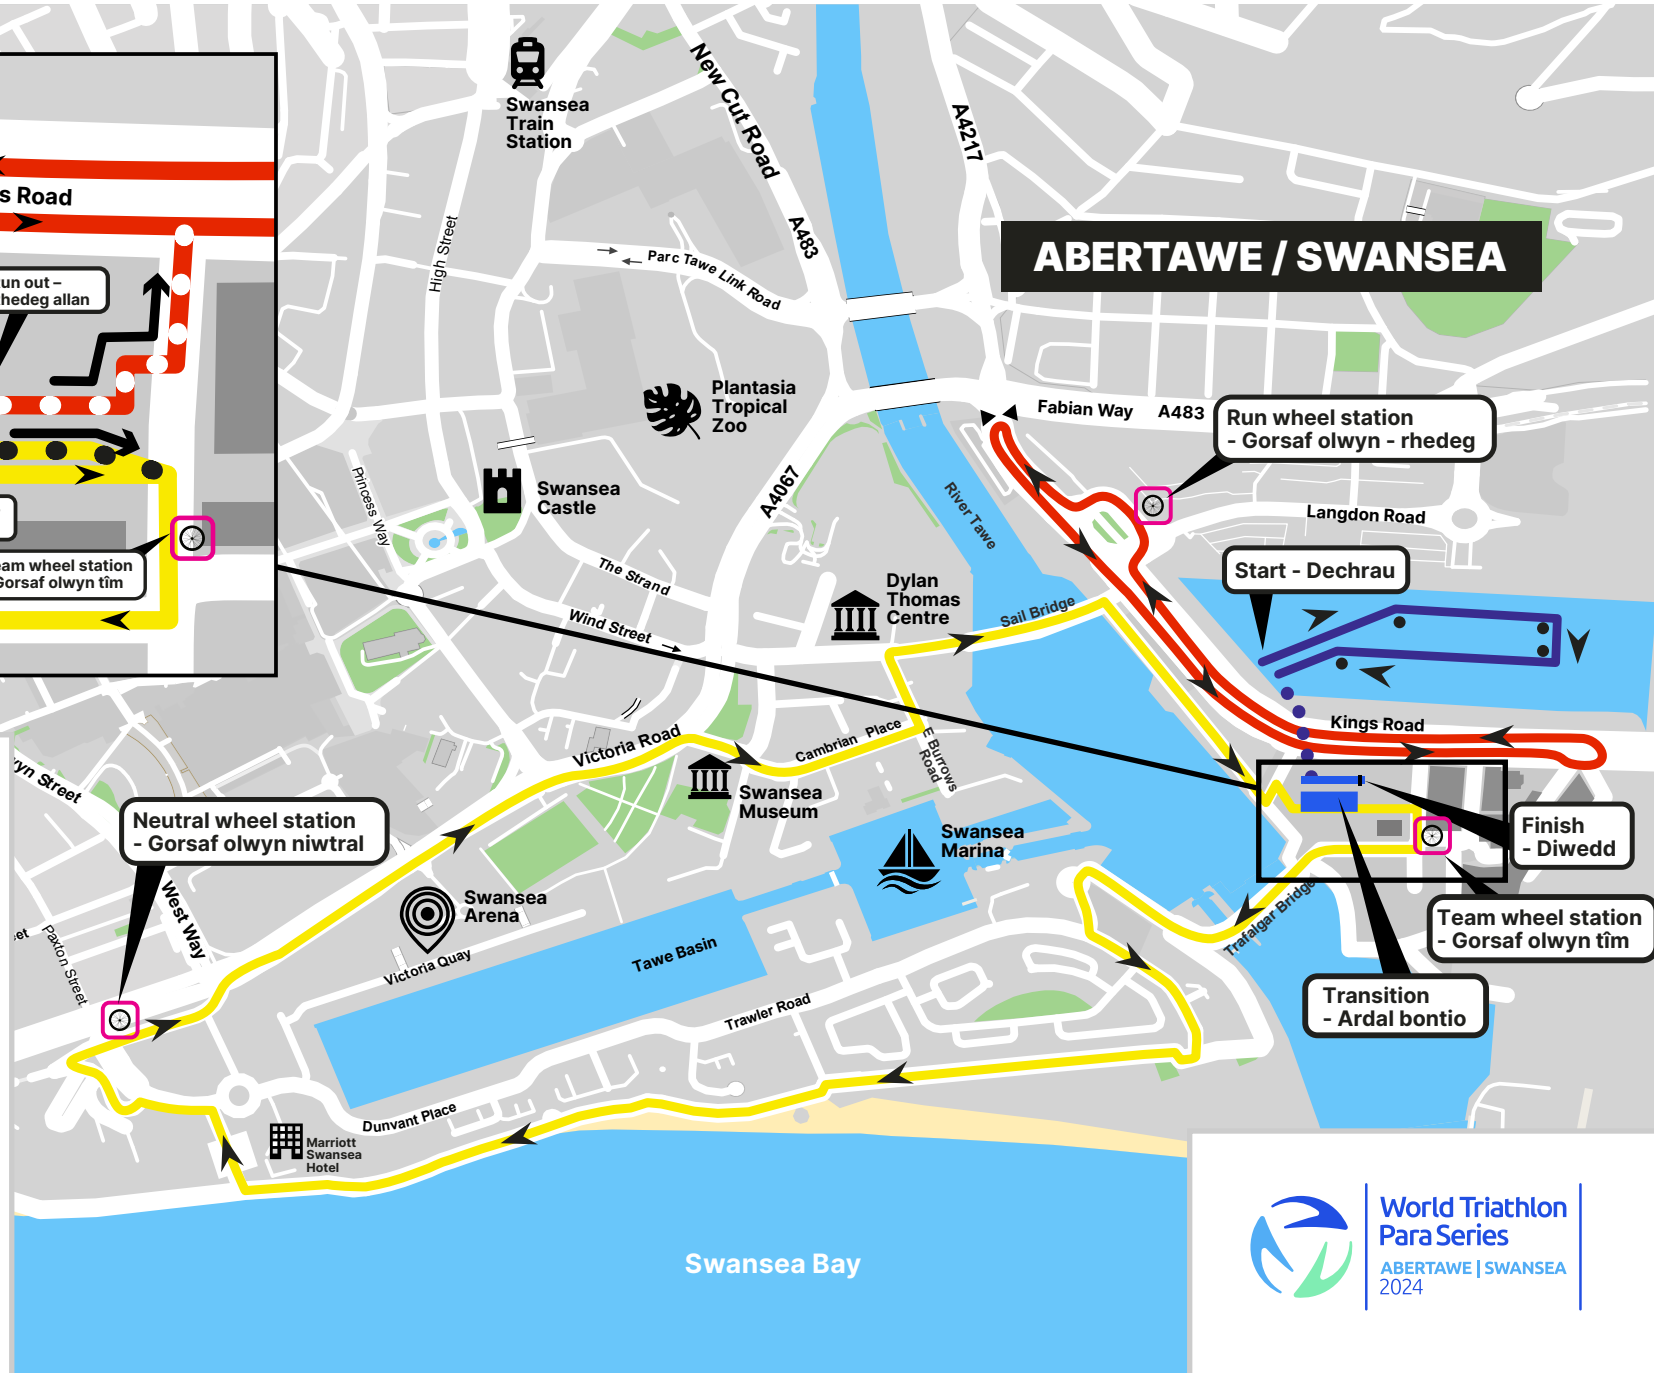 Swansea
Train
Station
New Cut Road
A483
A4217
ABERTAWE / SWANSEA
s Road
un out –
hedeg allan
eam wheel station
Gorsaf olwyn tîm
High Street
Parc Tawe Link Road
Plantasia
Tropical
Zoo
Fabian Way A483
Run wheel station
- Gorsaf olwyn - rhedeg
Langdon Road
Princess Way
Swansea
Castle
A4067
River Tawe
Start - Dechrau
The Strand
Wind Street
Dylan
Thomas
Centre
Sail Bridge
Kings Road
Victoria Road
Cambrian Place
E Burrows
Road
Swansea
Museum
yn Street
Neutral wheel station
- Gorsaf olwyn niwtral
Swansea
Marina
Finish
- Diwedd
West Way
Swansea
Arena
Team wheel station
- Gorsaf olwyn tîm
Trafalgar Bridge
et
Paxton Street
Victoria Quay
Tawe Basin
Trawler Road
Transition
- Ardal bontio
Dunvant Place
Marriott
Swansea
Hotel
Swansea Bay
World Triathlon
Para Series
ABERTAWE | SWANSEA
2024